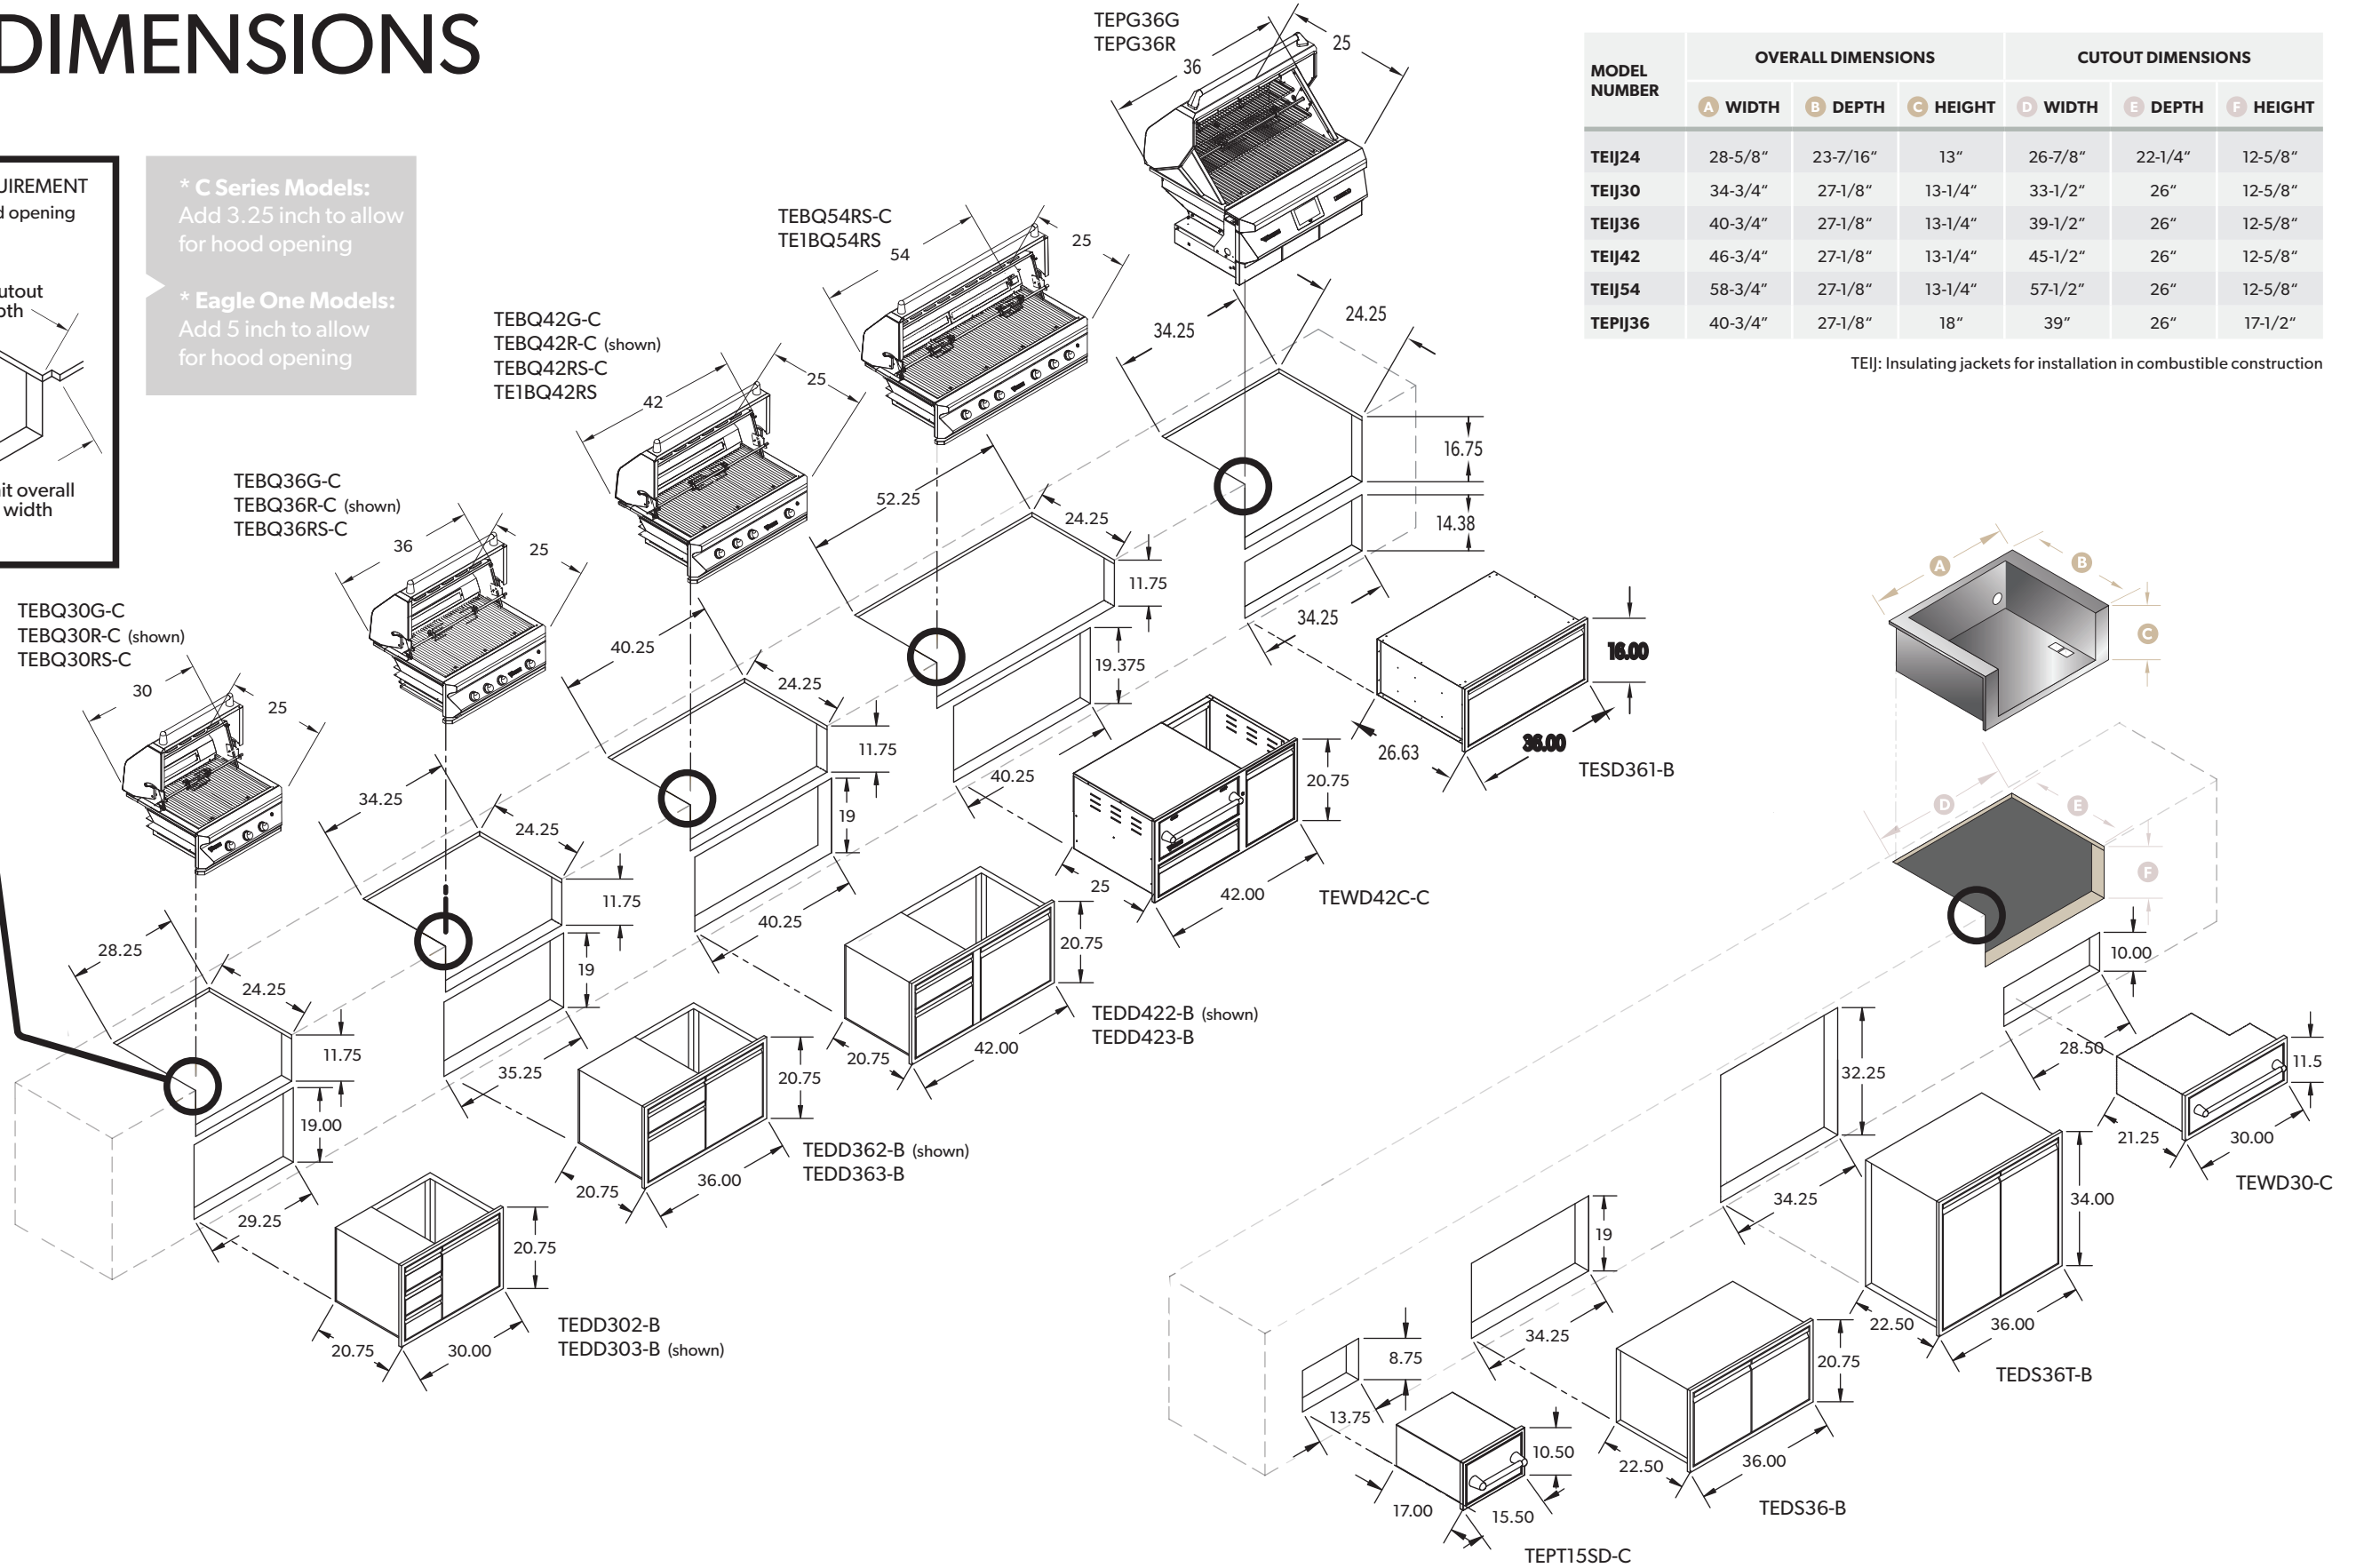 DIMENSIONS
UIREMENT
d opening
utout
pth
it overall
width
* C Series Models:
Add 3.25 inch to allow
for hood opening
* Eagle One Models:
Add 5 inch to allow
for hood opening
TEBQ30G-C
TEBQ30R-C (shown)
TEBQ30RS-C
30
25
28.25
24.25
11.75
19.00
29.25
20.75
20.75
30.00
TEDD302-B
TEDD303-B (shown)
TEBQ36G-C
TEBQ36R-C (shown)
TEBQ36RS-C
36
25
34.25
24.25
11.75
19
35.25
20.75
20.75
36.00
TEDD362-B (shown)
TEDD363-B
TEBQ42G-C
TEBQ42R-C (shown)
TEBQ42RS-C
TE1BQ42RS
42
25
40.25
24.25
11.75
19
40.25
20.75
20.75
42.00
TEDD422-B (shown)
TEDD423-B
TEBQ54RS-C
TE1BQ54RS
54
25
52.25
24.25
11.75
19.375
40.25
20.75
25
42.00
TEWD42C-C
TEPG36G
TEPG36R
36
25
34.25
24.25
16.75
14.38
34.25
16.00
26.63
36.00
TESD361-B
MODEL NUMBER OVERALL DIMENSIONS CUTOUT DIMENSIONS
A WIDTH B DEPTH C HEIGHT D WIDTH E DEPTH F HEIGHT
TEIJ24 28-5/8“ 23-7/16“ 13“ 26-7/8“ 22-1/4“ 12-5/8“
TEIJ30 34-3/4“ 27-1/8“ 13-1/4“ 33-1/2“ 26“ 12-5/8“
TEIJ36 40-3/4“ 27-1/8“ 13-1/4“ 39-1/2“ 26“ 12-5/8“
TEIJ42 46-3/4“ 27-1/8“ 13-1/4“ 45-1/2“ 26“ 12-5/8“
TEIJ54 58-3/4“ 27-1/8“ 13-1/4“ 57-1/2“ 26“ 12-5/8“
TEPIJ36 40-3/4” 27-1/8“ 18“ 39“ 26“ 17-1/2“
TEIJ: Insulating jackets for installation in combustible construction
A
B
C
D
E
F
10.00
28.50
11.5
21.25
30.00
TEWD30-C
32.25
34.25
34.00
22.50
36.00
TEDS36T-B
19
34.25
20.75
22.50
36.00
TEDS36-B
8.75
13.75
10.50
17.00
15.50
TEPT15SD-C